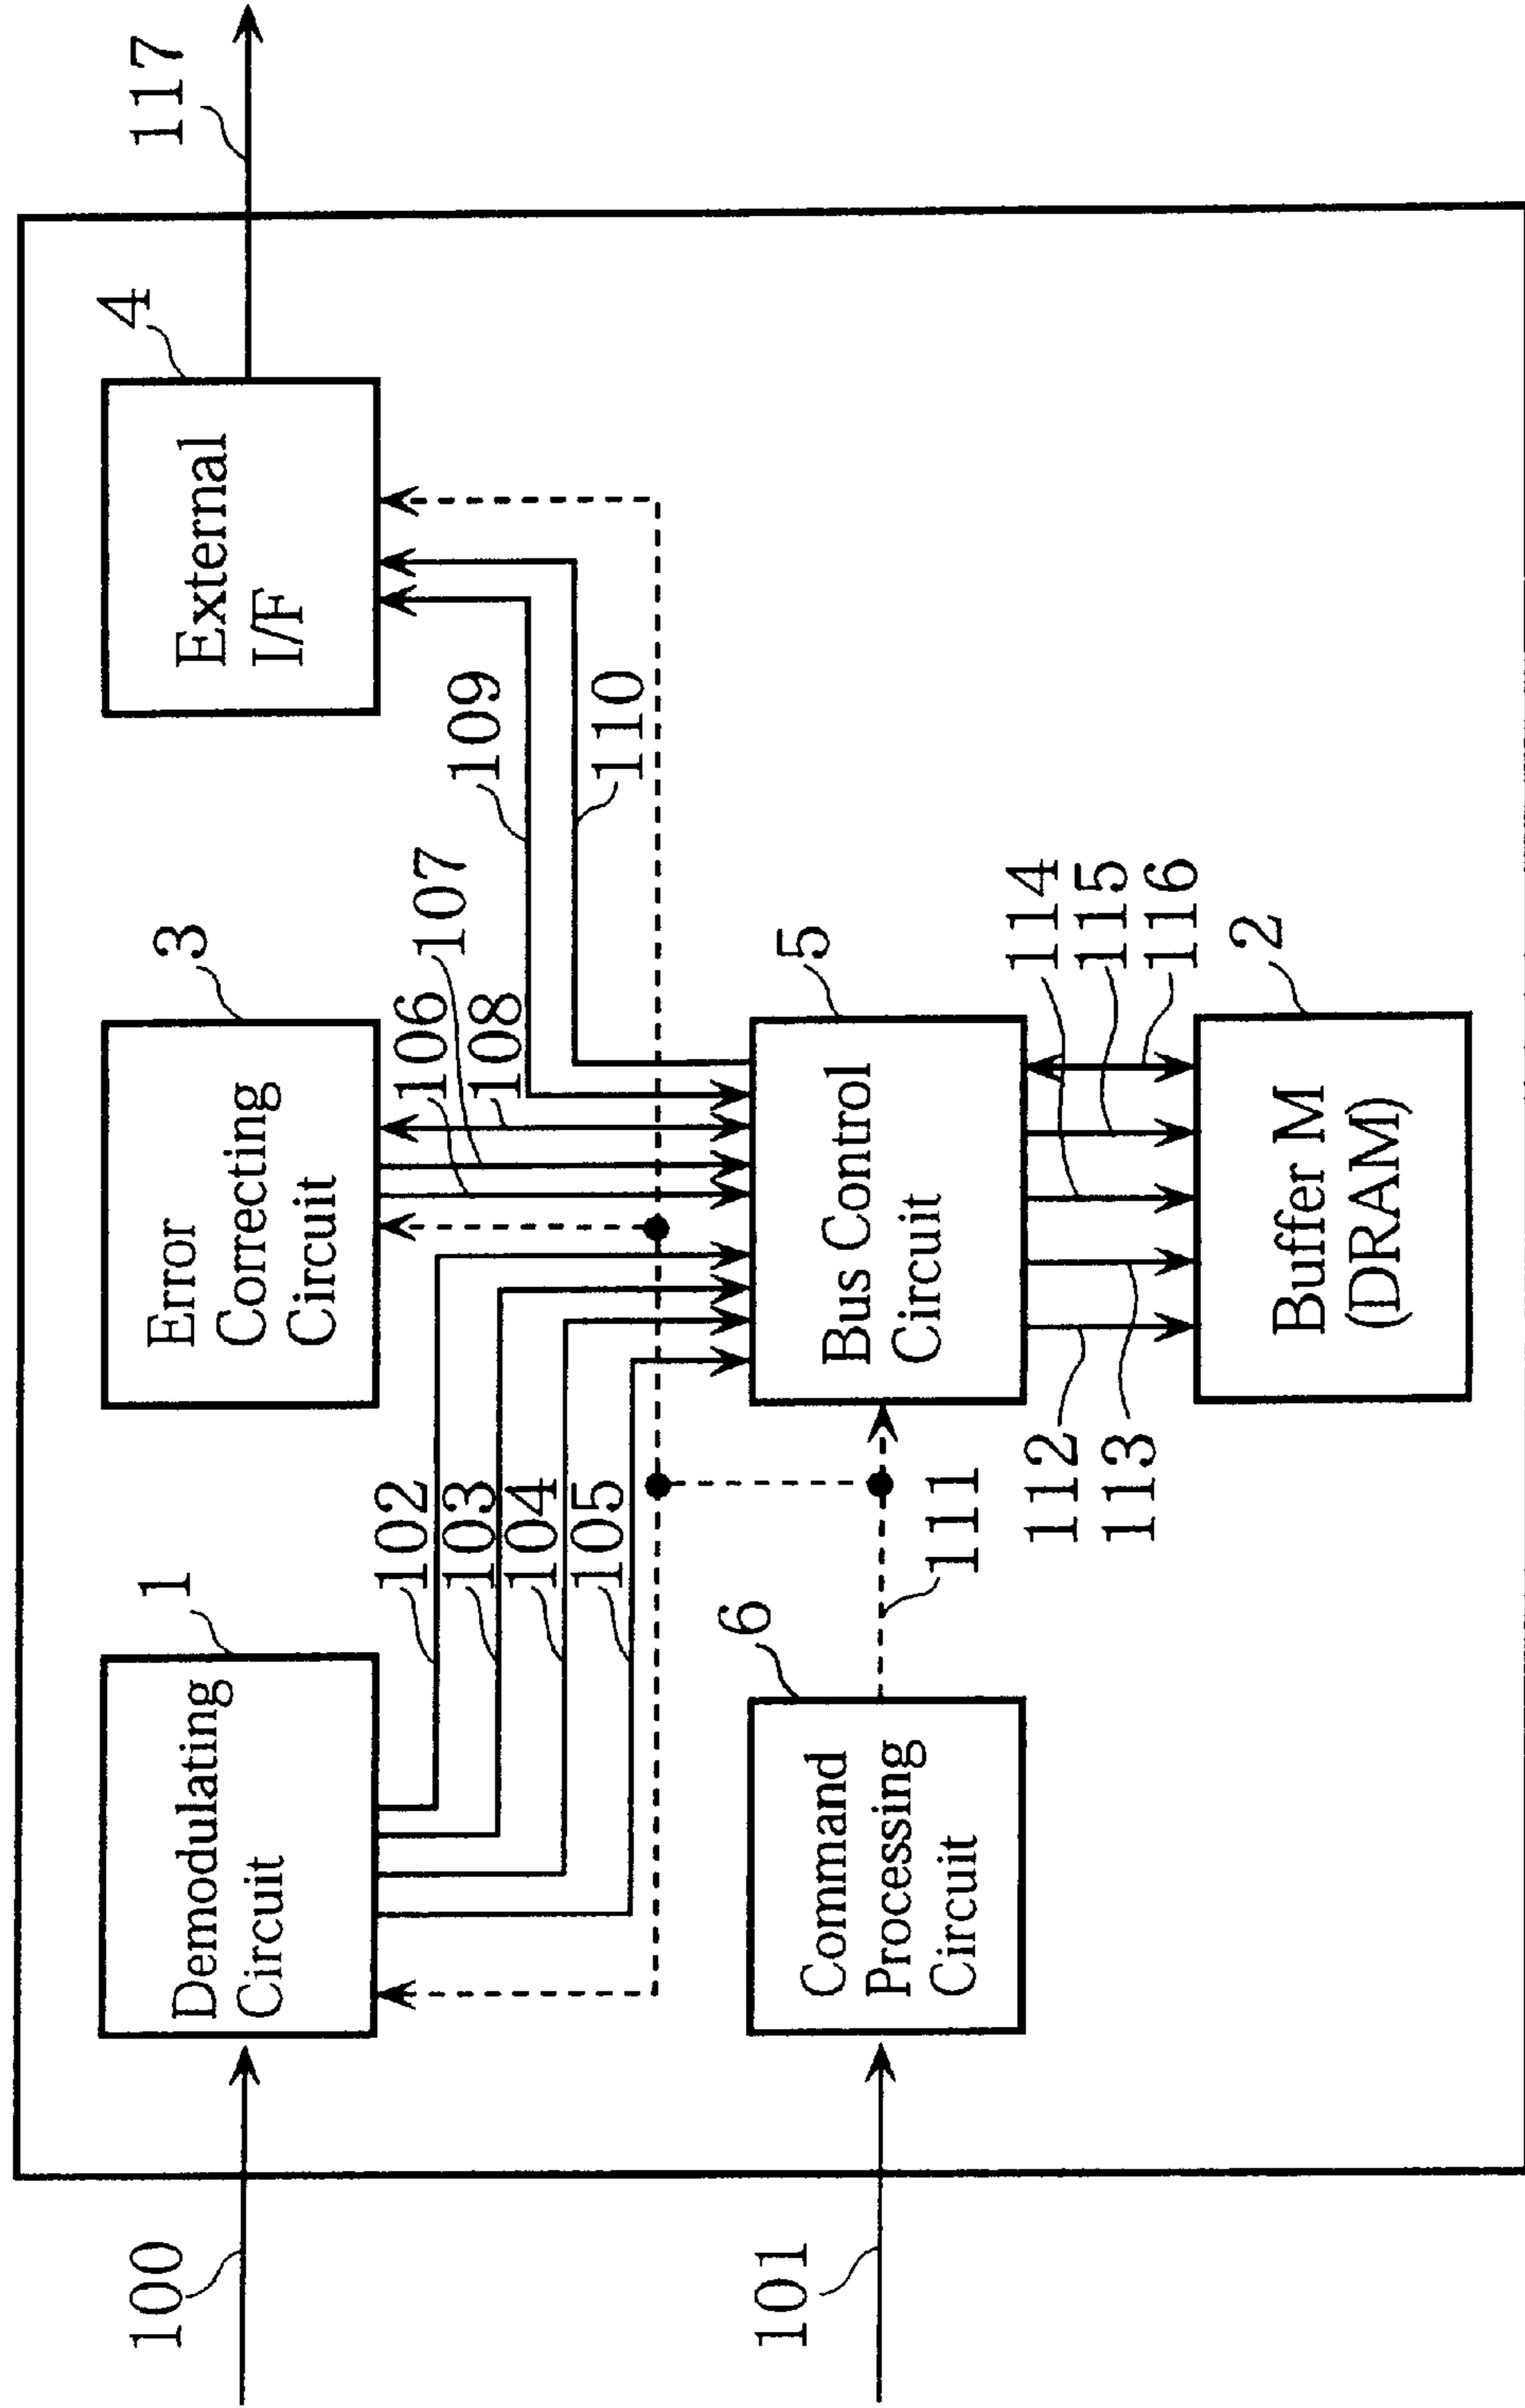 100
101
1
Demodulating
Circuit
102
103
104
105
3
Error
Correcting
Circuit
106
107
108
4
External
I/F
109
110
117
6
Command
Processing
Circuit
111
5
Bus Control
Circuit
112
113
114
115
116
2
Buffer M
(DRAM)